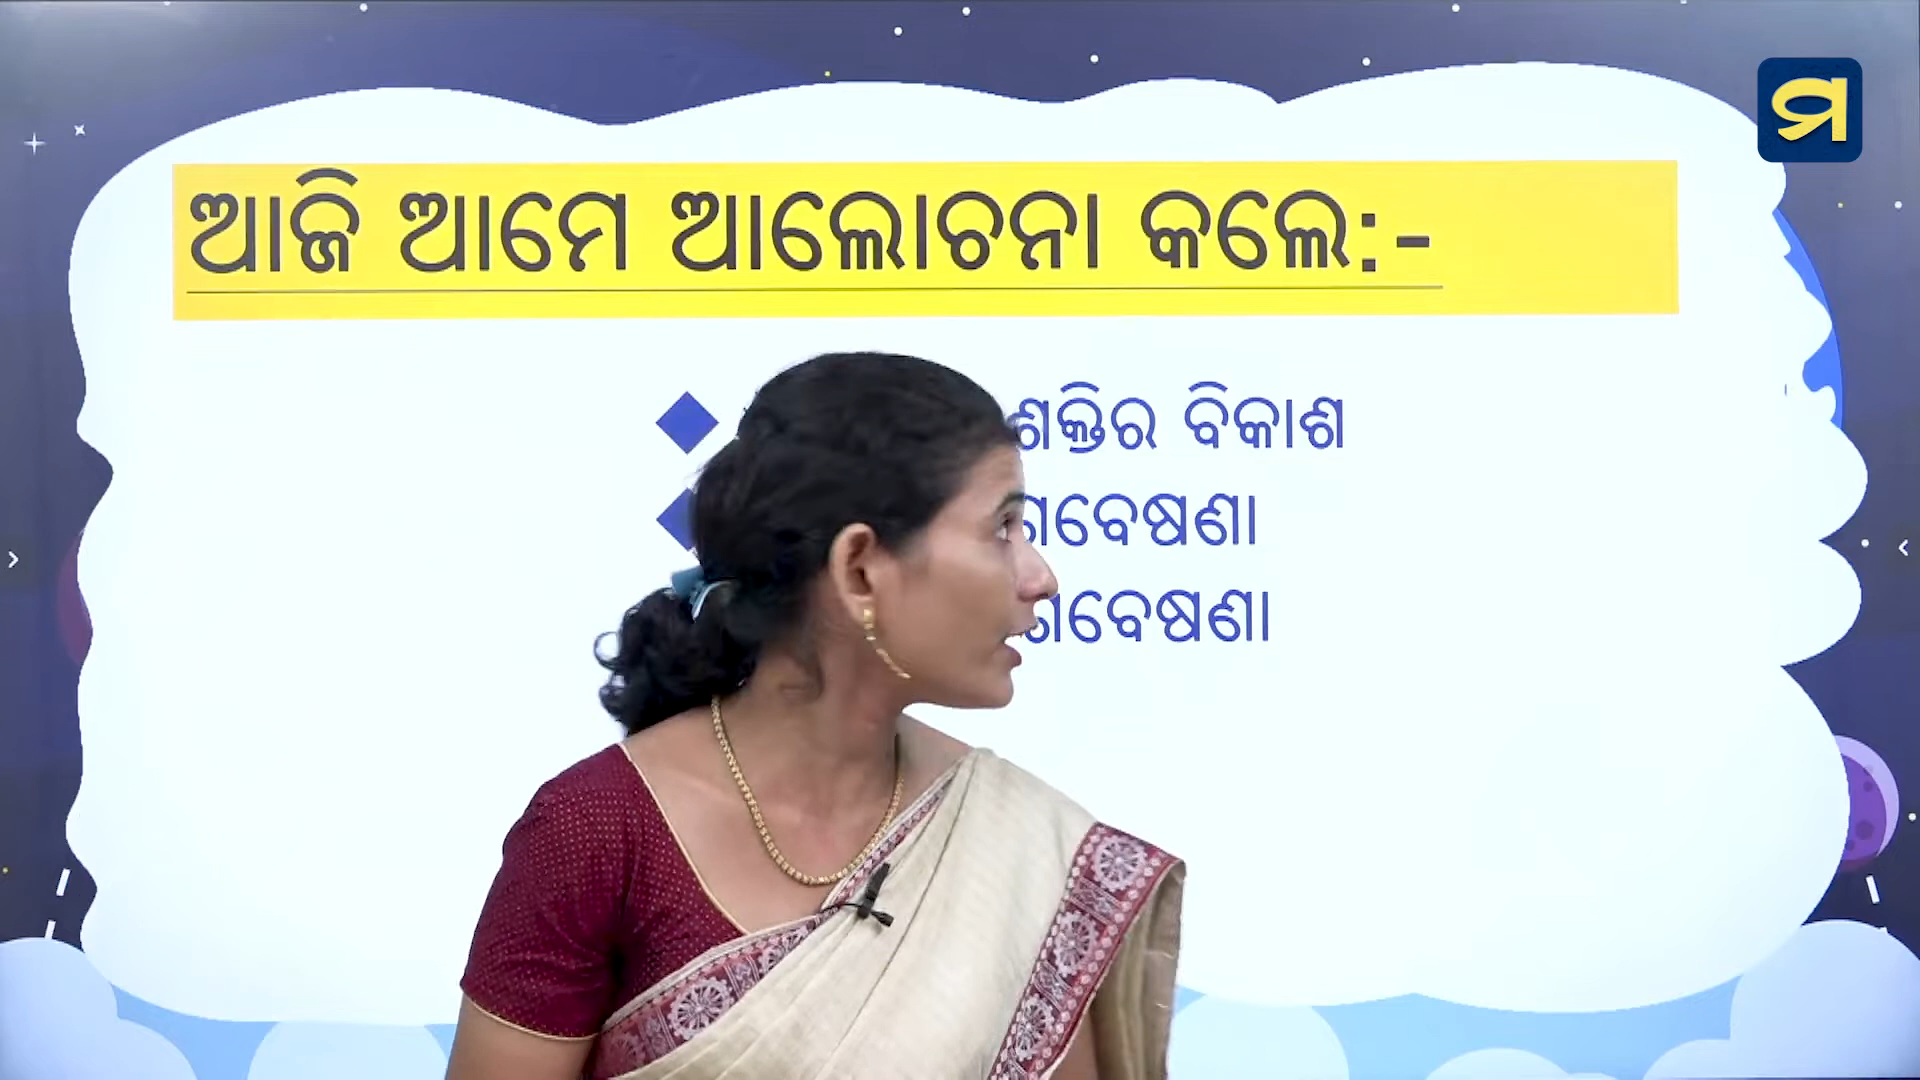 ଆଜି ଆମେ ଆଲୋଚନା କଲେ:-
ଶକ୍ତିର ବିକାଶ
ଗବେଷଣା
ଗବେଷଣା
ମ